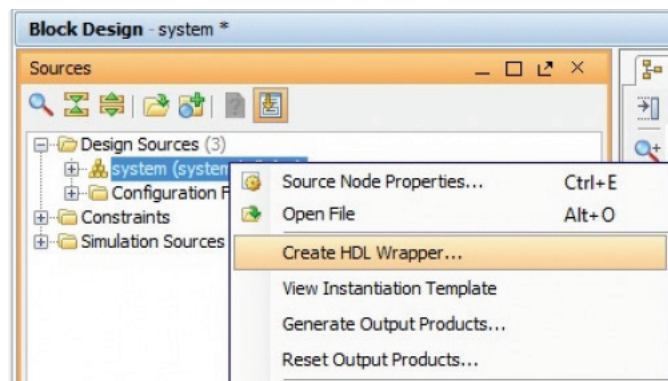 Block Design - system *
Sources
Design Sources (3)
system (system
Configuration F
Constraints
Simulation Sources
Source Node Properties... Ctrl+E
Open File Alt+O
Create HDL Wrapper...
View Instantiation Template
Generate Output Products...
Reset Output Products...